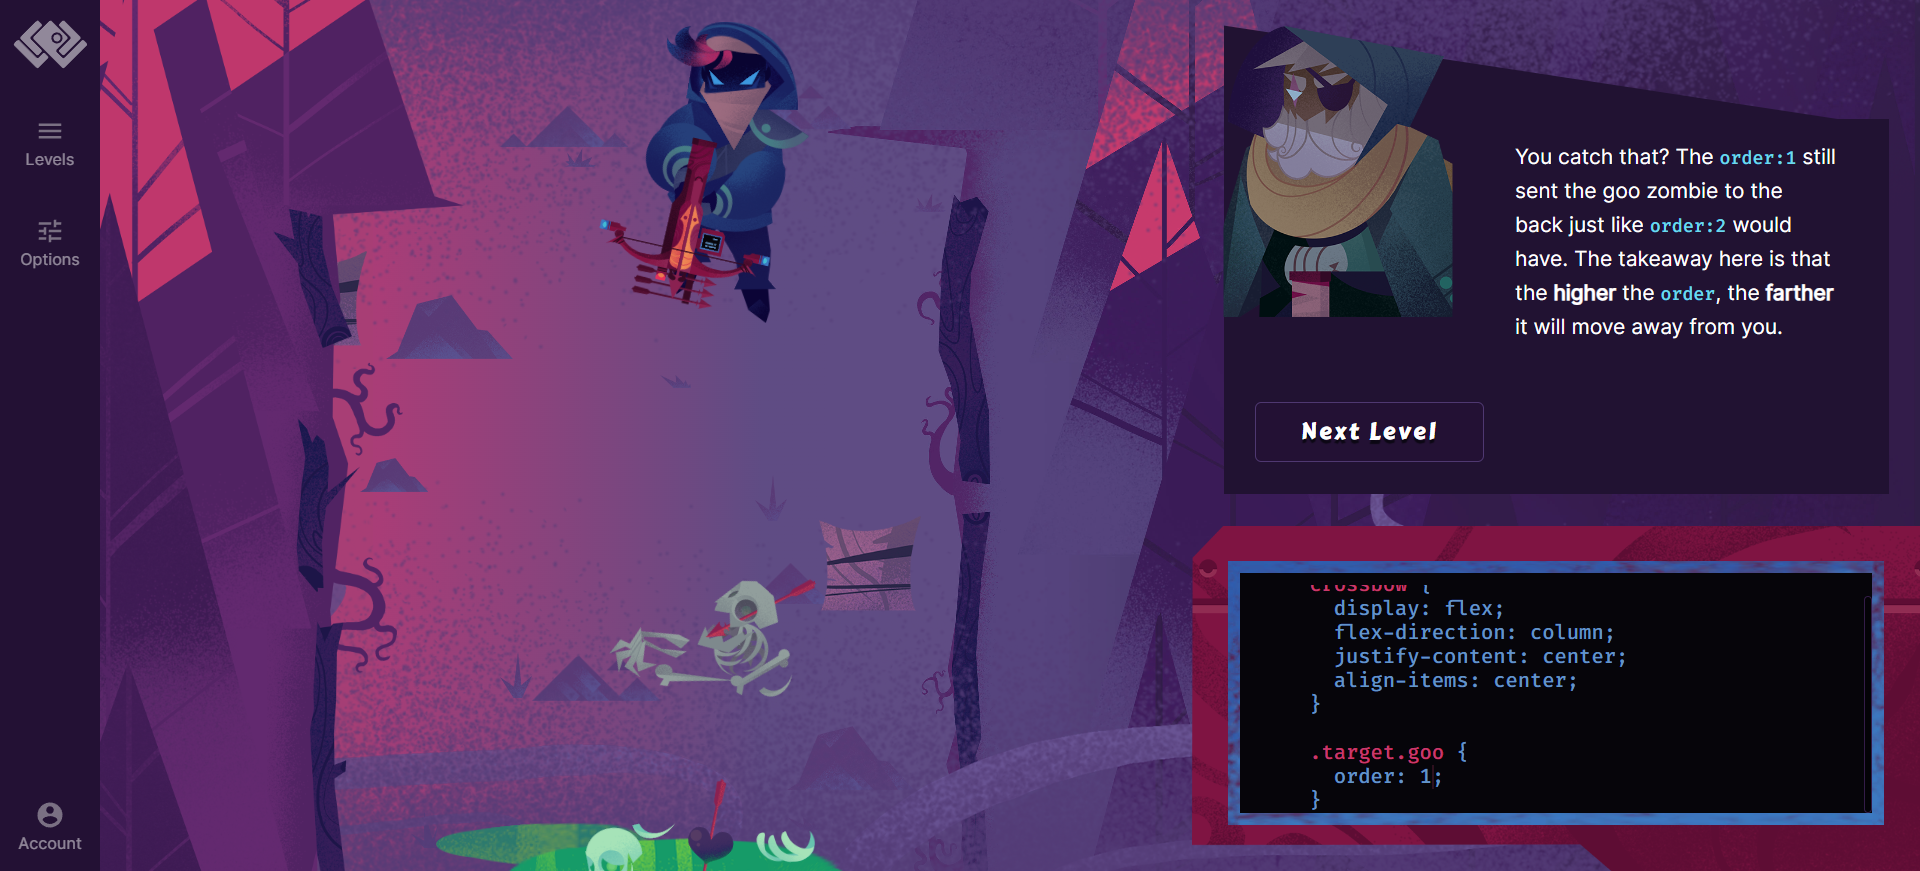 Levels
Options
Account
You catch that? The order:1 still
sent the goo zombie to the
back just like order:2 would
have. The takeaway here is that
the higher the order, the farther
it will move away from you.
Next Level
crossbow {
display: flex;
flex-direction: column;
justify-content: center;
align-items: center;
}
.target.goo {
order: 1;
}